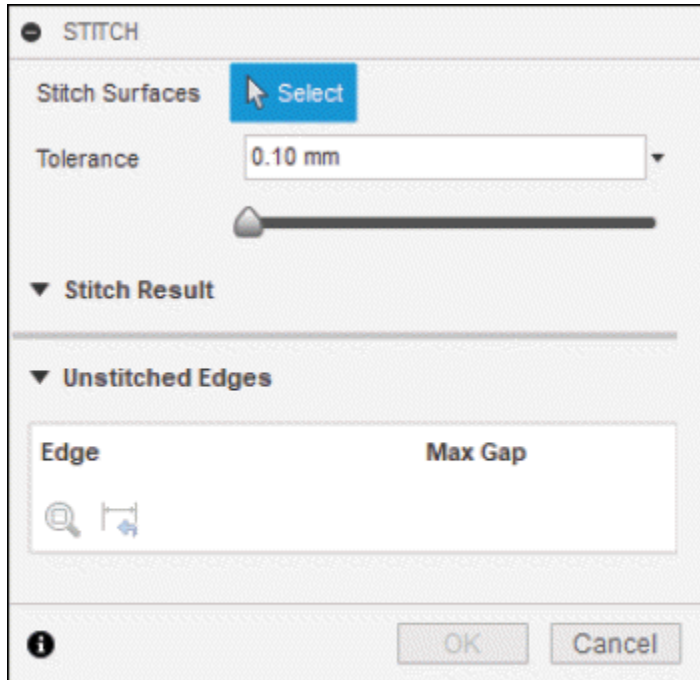 STITCH
Stitch Surfaces Select
Tolerance 0.10 mm
Stitch Result
Unstitched Edges
Edge Max Gap
OK Cancel